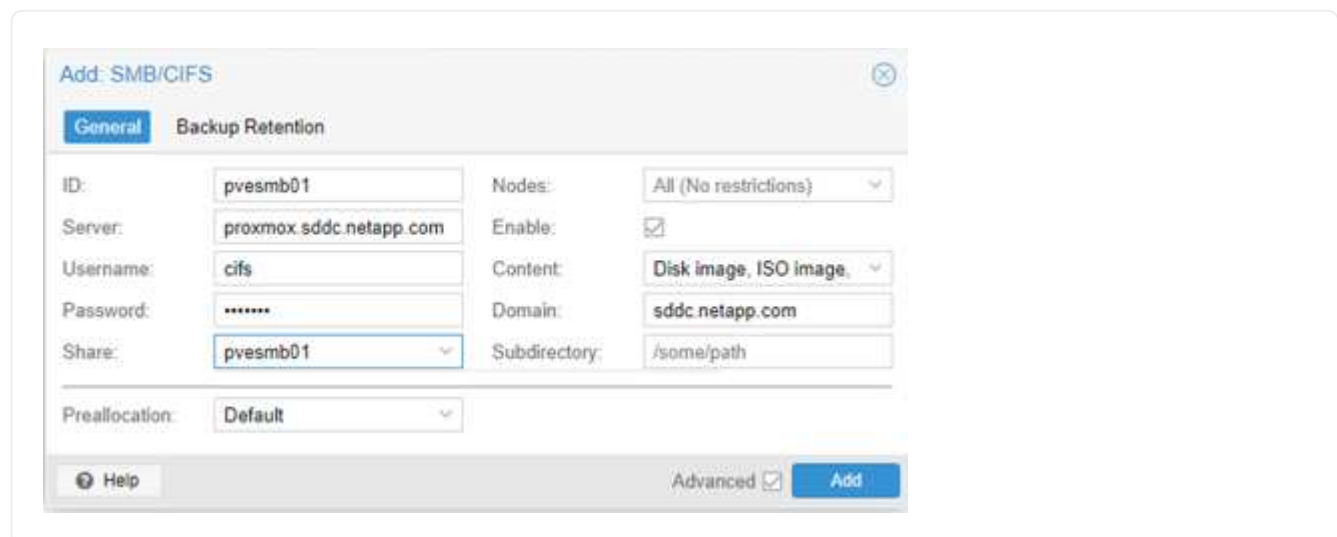 Add: SMB/CIFS
General Backup Retention
ID: pvesmb01 Nodes: All (No restrictions)
Server: proxmox.sddc.netapp.com Enable:
Username: cifs Content: Disk image, ISO image,
Password: ••••••• Domain: sddc.netapp.com
Share: pvesmb01 Subdirectory: /some/path
Preallocation: Default
Help Advanced Add